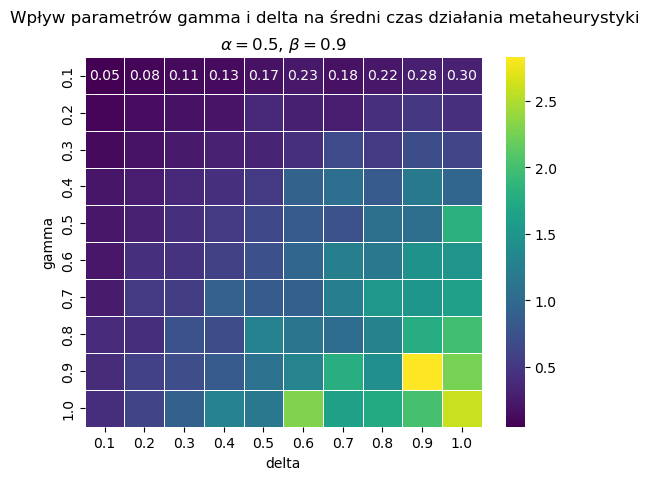 Wpływ parametrów gamma i delta na średni czas działania metaheurystyki
α = 0.5, β = 0.9
0.1 0.05 0.08 0.11 0.13 0.17 0.23 0.18 0.22 0.28 0.30
0.2
0.3
0.4
0.5
0.6
0.7
0.8
0.9
1.0
gamma
0.1 0.2 0.3 0.4 0.5 0.6 0.7 0.8 0.9 1.0
delta
2.5
2.0
1.5
1.0
0.5